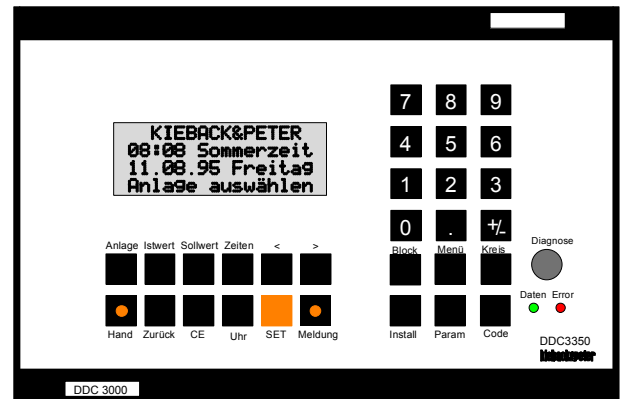 KIEBACK&PETER
08:08 Sommerzeit
11.08.95 Freitag
Anlage auswählen
7 8 9
4 5 6
1 2 3
0 . +/-
Block Menü Kreis
Diagnose
Anlage Istwert Sollwert Zeiten < >
Daten Error
Hand Zurück CE Uhr SET Meldung
Install Param Code
DDC3350
DDC 3000